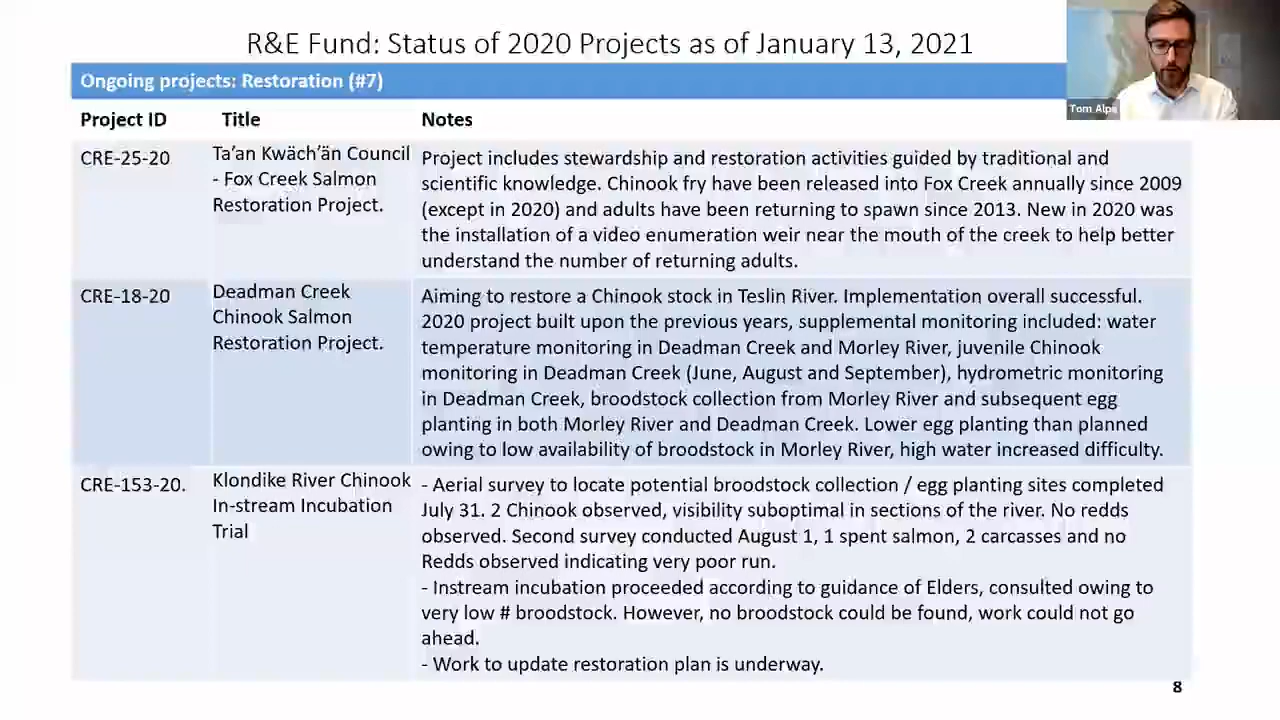 R&E Fund: Status of 2020 Projects as of January 13, 2021
Ongoing projects: Restoration (#7)
Tom Alps
Project ID
Title
Notes
CRE-25-20
Ta'an Kwäch'än Council
- Fox Creek Salmon
Restoration Project.
Project includes stewardship and restoration activities guided by traditional and
scientific knowledge. Chinook fry have been released into Fox Creek annually since 2009
(except in 2020) and adults have been returning to spawn since 2013. New in 2020 was
the installation of a video enumeration weir near the mouth of the creek to help better
understand the number of returning adults.
CRE-18-20
Deadman Creek
Chinook Salmon
Restoration Project.
Aiming to restore a Chinook stock in Teslin River. Implementation overall successful.
2020 project built upon the previous years, supplemental monitoring included: water
temperature monitoring in Deadman Creek and Morley River, juvenile Chinook
monitoring in Deadman Creek (June, August and September), hydrometric monitoring
in Deadman Creek, broodstock collection from Morley River and subsequent egg
planting in both Morley River and Deadman Creek. Lower egg planting than planned
owing to low availability of broodstock in Morley River, high water increased difficulty.
CRE-153-20.
Klondike River Chinook
In-stream Incubation
Trial
- Aerial survey to locate potential broodstock collection / egg planting sites completed
July 31. 2 Chinook observed, visibility suboptimal in sections of the river. No redds
observed. Second survey conducted August 1, 1 spent salmon, 2 carcasses and no
Redds observed indicating very poor run.
- Instream incubation proceeded according to guidance of Elders, consulted owing to
very low # broodstock. However, no broodstock could be found, work could not go
ahead.
- Work to update restoration plan is underway.
8